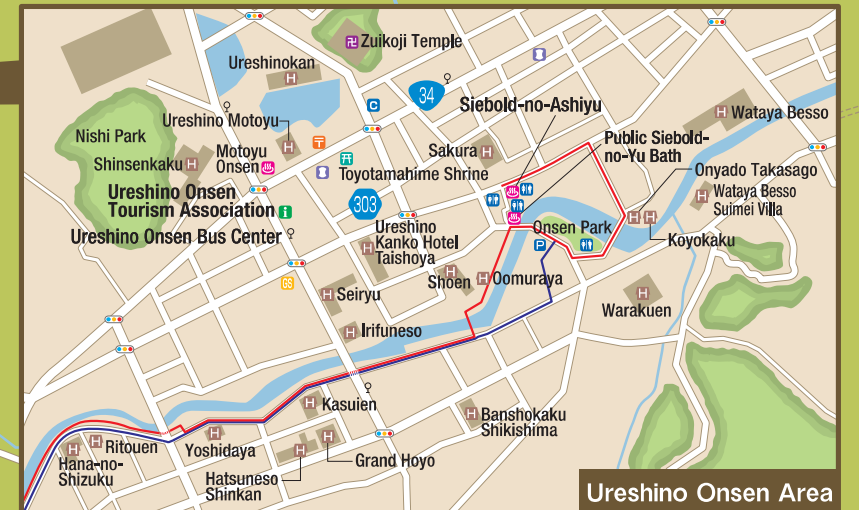 卍 Zuikoji Temple
Ureshinokan
H
34
C
Siebold-no-Ashiyu
Ureshino Motoyu
H
〒
Nishi Park
Shinsenkaku H
Motoyu
Onsen
Toyotamahime Shrine
Sakura H
Public Siebold-
no-Yu Bath
H Wataya Besso
Onyado Takasago
H H
H Wataya Besso
Suimei Villa
Koyokaku
Ureshino Onsen
Tourism Association i
303
Ureshino Onsen Bus Center
Ureshino
H Kanko Hotel
Taishoya
Onsen Park
P
GS
H Seiryu
H
Shoen
H Oomuraya
H Irifuneso
H
Warakuen
H Kasuien
H Banshokaku
Shikishima
H
H Ritouen
Hana-no-
Shizuku
H
Yoshidaya
H
Hatsuneso
Shinkan
H
Grand Hoyo
Ureshino Onsen Area